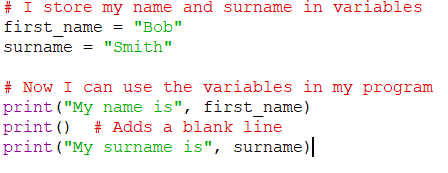 # I store my name and surname in variables
first_name = "Bob"
surname = "Smith"
# Now I can use the variables in my program
print("My name is", first_name)
print()  # Adds a blank line
print("My surname is", surname)